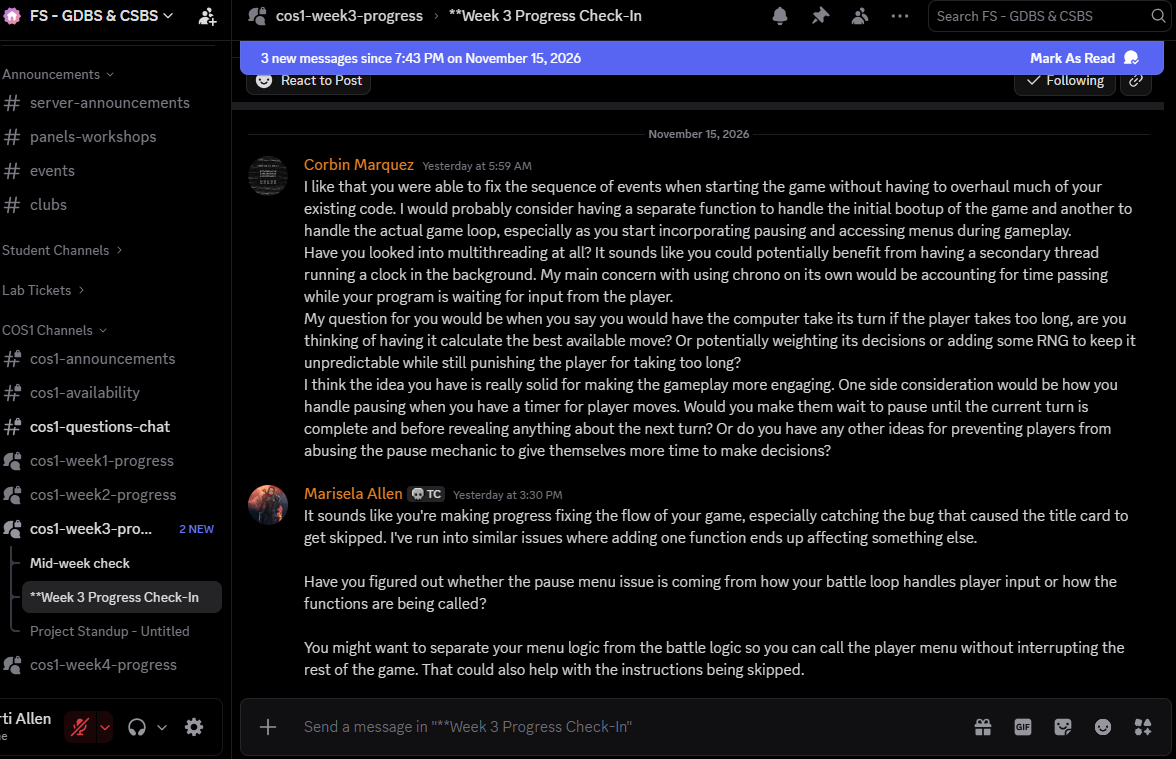 FS - GDBS & CSBS
cos1-week3-progress › **Week 3 Progress Check-In
Search FS - GDBS & CSBS
3 new messages since 7:43 PM on November 15, 2026
Mark As Read
React to Post
Following
Announcements
server-announcements
panels-workshops
events
clubs
Student Channels
Lab Tickets
COS1 Channels
cos1-announcements
cos1-availability
cos1-questions-chat
cos1-week1-progress
cos1-week2-progress
cos1-week3-pro...
2 NEW
Mid-week check
**Week 3 Progress Check-In
Project Standup - Untitled
cos1-week4-progress
rti Allen
November 15, 2026
Corbin Marquez Yesterday at 5:59 AM
I like that you were able to fix the sequence of events when starting the game without having to overhaul much of your
existing code. I would probably consider having a separate function to handle the initial bootup of the game and another to
handle the actual game loop, especially as you start incorporating pausing and accessing menus during gameplay.
Have you looked into multithreading at all? It sounds like you could potentially benefit from having a secondary thread
running a clock in the background. My main concern with using chrono on its own would be accounting for time passing
while your program is waiting for input from the player.
My question for you would be when you say you would have the computer take its turn if the player takes too long, are you
thinking of having it calculate the best available move? Or potentially weighting its decisions or adding some RNG to keep it
unpredictable while still punishing the player for taking too long?
I think the idea you have is really solid for making the gameplay more engaging. One side consideration would be how you
handle pausing when you have a timer for player moves. Would you make them wait to pause until the current turn is
complete and before revealing anything about the next turn? Or do you have any other ideas for preventing players from
abusing the pause mechanic to give themselves more time to make decisions?
Marisela Allen TC Yesterday at 3:30 PM
It sounds like you're making progress fixing the flow of your game, especially catching the bug that caused the title card to
get skipped. I've run into similar issues where adding one function ends up affecting something else.
Have you figured out whether the pause menu issue is coming from how your battle loop handles player input or how the
functions are being called?
You might want to separate your menu logic from the battle logic so you can call the player menu without interrupting the
rest of the game. That could also help with the instructions being skipped.
Send a message in "**Week 3 Progress Check-In"
GIF